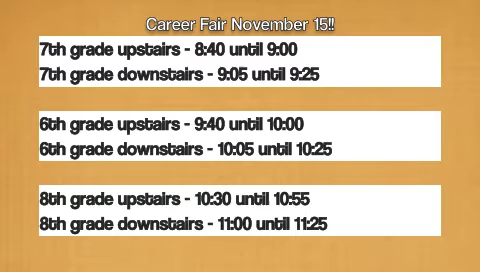 Career Fair November 15!!
7th grade upstairs - 8:40 until 9:00
7th grade downstairs - 9:05 until 9:25
6th grade upstairs - 9:40 until 10:00
6th grade downstairs - 10:05 until 10:25
8th grade upstairs - 10:30 until 10:55
8th grade downstairs - 11:00 until 11:25